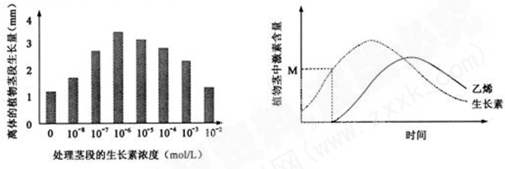 离体的植物茎段生长量(mm)
4
3
2
1
0
0 10⁻⁸ 10⁻⁷ 10⁻⁶ 10⁻⁵ 10⁻⁴ 10⁻³ 10⁻²
处理茎段的生长素浓度(mol/L)
植物茎中激素含量
M
乙烯
生长素
时间